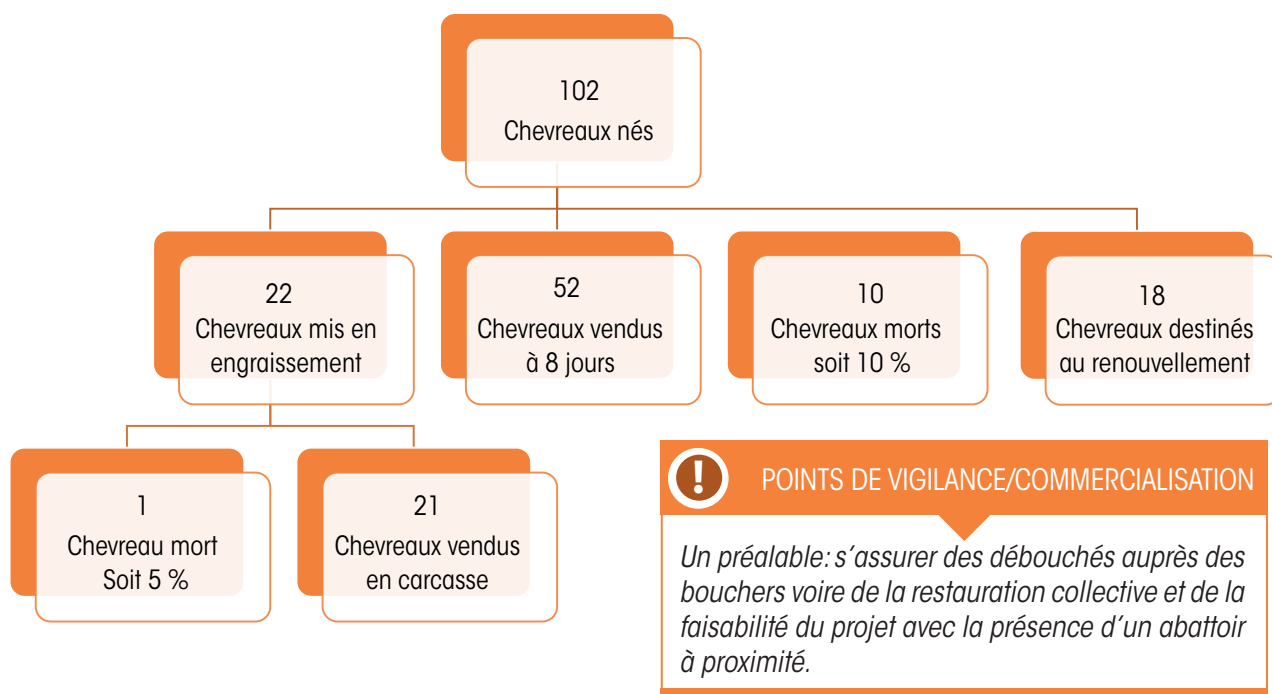 102
Chevreaux nés
22
Chevreaux mis en
engraissement
52
Chevreaux vendus
à 8 jours
10
Chevreaux morts
soit 10 %
18
Chevreaux destinés
au renouvellement
1
Chevreau mort
Soit 5 %
21
Chevreaux vendus
en carcasse
! POINTS DE VIGILANCE/COMMERCIALISATION
Un préalable: s'assurer des débouchés auprès des
bouchers voire de la restauration collective et de la
faisabilité du projet avec la présence d'un abattoir
à proximité.